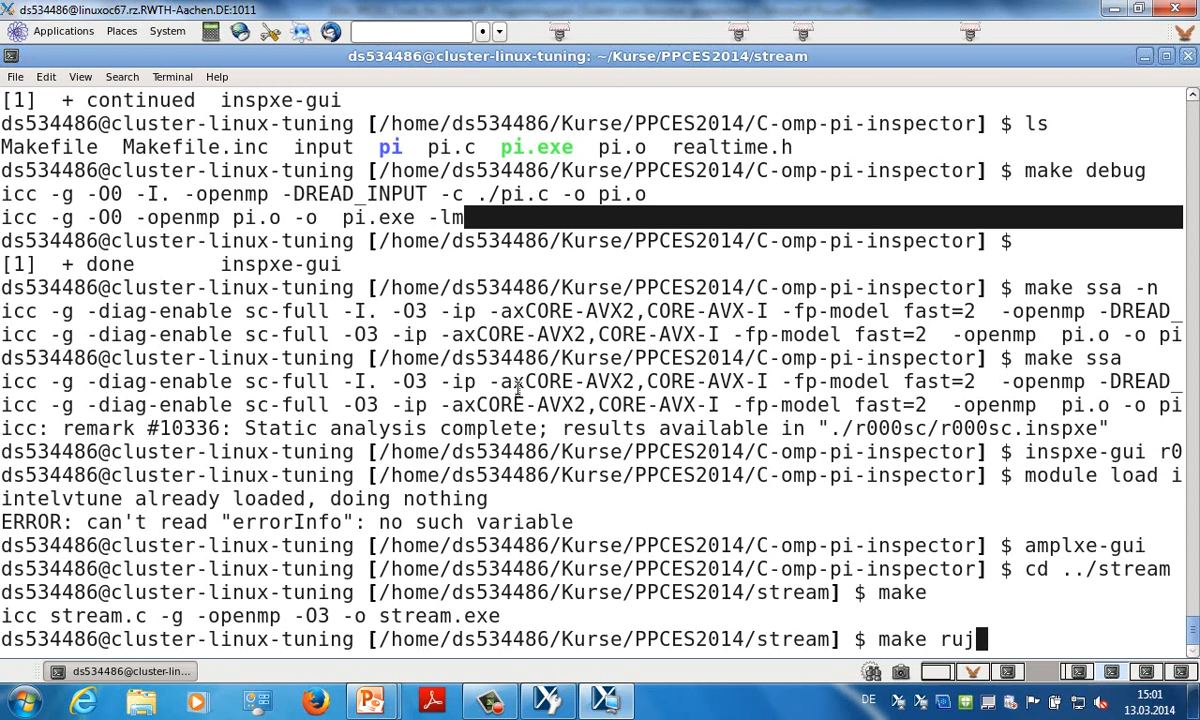 ds534486@linuxoc67.rz.RWTH-Aachen.DE:1011
Applications Places System
ds534486@cluster-linux-tuning: ~/Kurse/PPCES2014/stream
File Edit View Search Terminal Help
[1]  + continued  inspxe-gui
ds534486@cluster-linux-tuning [/home/ds534486/Kurse/PPCES2014/C-omp-pi-inspector] $ ls
Makefile  Makefile.inc  input  pi  pi.c  pi.exe  pi.o  realtime.h
ds534486@cluster-linux-tuning [/home/ds534486/Kurse/PPCES2014/C-omp-pi-inspector] $ make debug
icc -g -O0 -I. -openmp -DREAD_INPUT -c ./pi.c -o pi.o
icc -g -O0 -openmp pi.o -o  pi.exe -lm
ds534486@cluster-linux-tuning [/home/ds534486/Kurse/PPCES2014/C-omp-pi-inspector] $
[1]  + done       inspxe-gui
ds534486@cluster-linux-tuning [/home/ds534486/Kurse/PPCES2014/C-omp-pi-inspector] $ make ssa -n
icc -g -diag-enable sc-full -I. -O3 -ip -axCORE-AVX2,CORE-AVX-I -fp-model fast=2  -openmp -DREAD_
icc -g -diag-enable sc-full -O3 -ip -axCORE-AVX2,CORE-AVX-I -fp-model fast=2  -openmp  pi.o -o pi
ds534486@cluster-linux-tuning [/home/ds534486/Kurse/PPCES2014/C-omp-pi-inspector] $ make ssa
icc -g -diag-enable sc-full -I. -O3 -ip -axCORE-AVX2,CORE-AVX-I -fp-model fast=2  -openmp -DREAD_
icc -g -diag-enable sc-full -O3 -ip -axCORE-AVX2,CORE-AVX-I -fp-model fast=2  -openmp  pi.o -o pi
icc: remark #10336: Static analysis complete; results available in "./r000sc/r000sc.inspxe"
ds534486@cluster-linux-tuning [/home/ds534486/Kurse/PPCES2014/C-omp-pi-inspector] $ inspxe-gui r0
ds534486@cluster-linux-tuning [/home/ds534486/Kurse/PPCES2014/C-omp-pi-inspector] $ module load i
intelvtune already loaded, doing nothing
ERROR: can't read "errorInfo": no such variable
ds534486@cluster-linux-tuning [/home/ds534486/Kurse/PPCES2014/C-omp-pi-inspector] $ amplxe-gui
ds534486@cluster-linux-tuning [/home/ds534486/Kurse/PPCES2014/C-omp-pi-inspector] $ cd ../stream
ds534486@cluster-linux-tuning [/home/ds534486/Kurse/PPCES2014/stream] $ make
icc stream.c -g -openmp -O3 -o stream.exe
ds534486@cluster-linux-tuning [/home/ds534486/Kurse/PPCES2014/stream] $ make ruj
ds534486@cluster-lin...
DE
15:01
13.03.2014